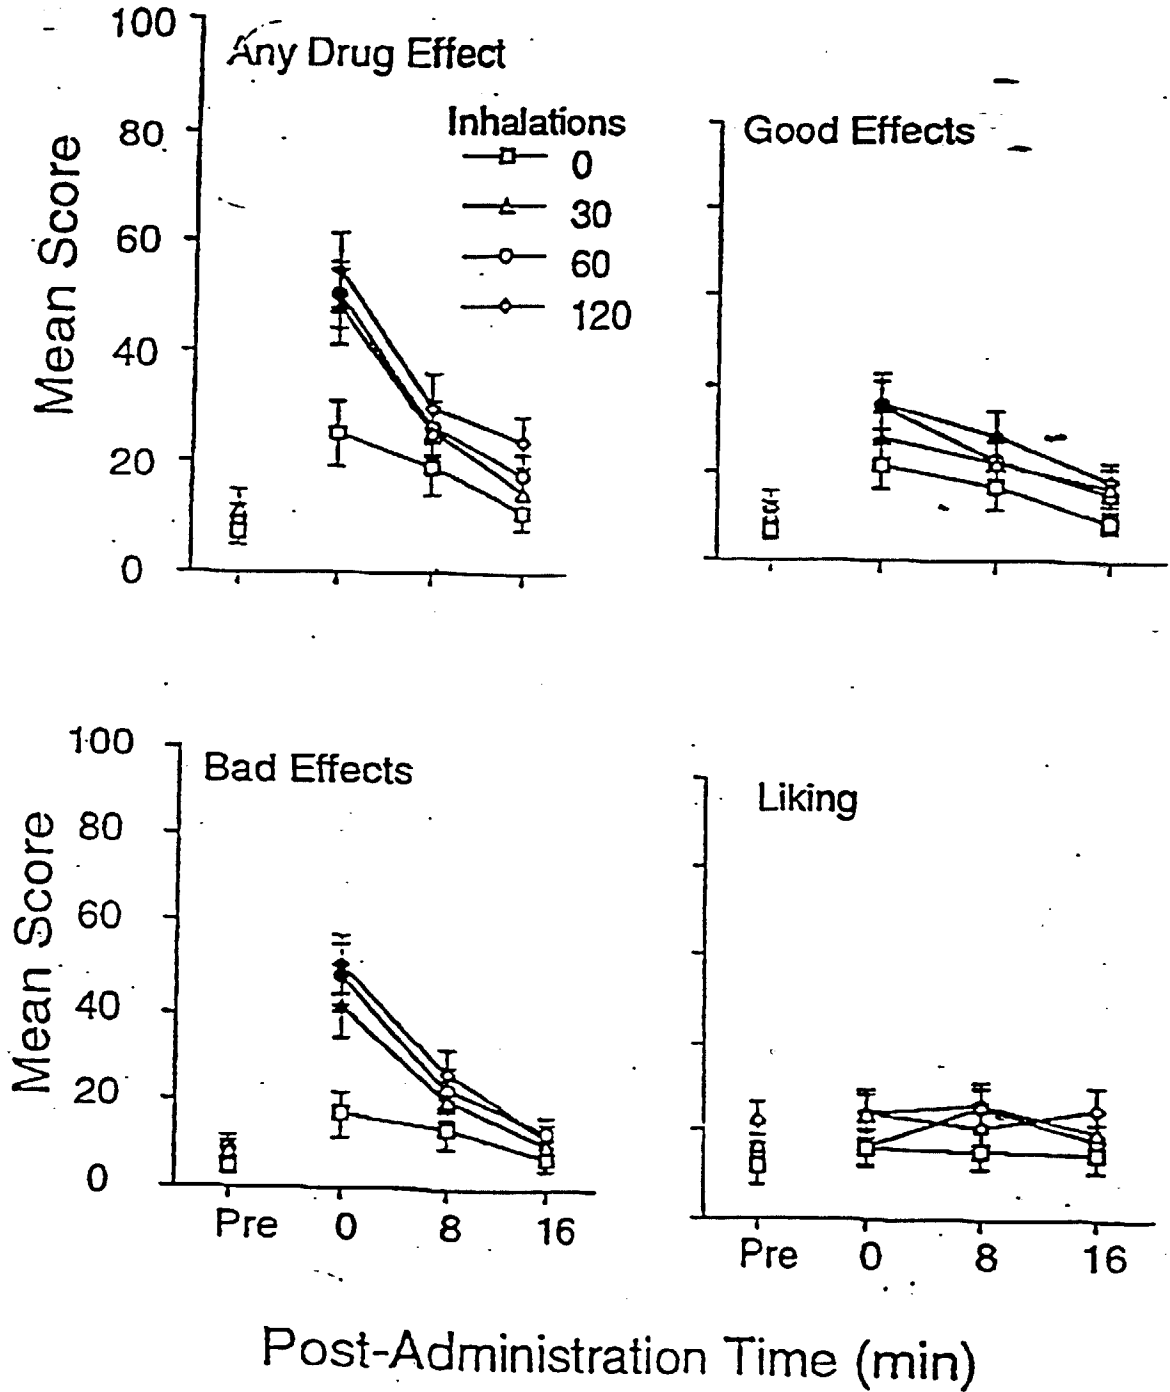 100
Any Drug Effect
80
60
40
20
0
Mean Score
Inhalations
0
30
60
120
Good Effects
100
Bad Effects
80
60
40
20
0
Mean Score
Pre 0 8 16
Liking
Pre 0 8 16
Post-Administration Time (min)